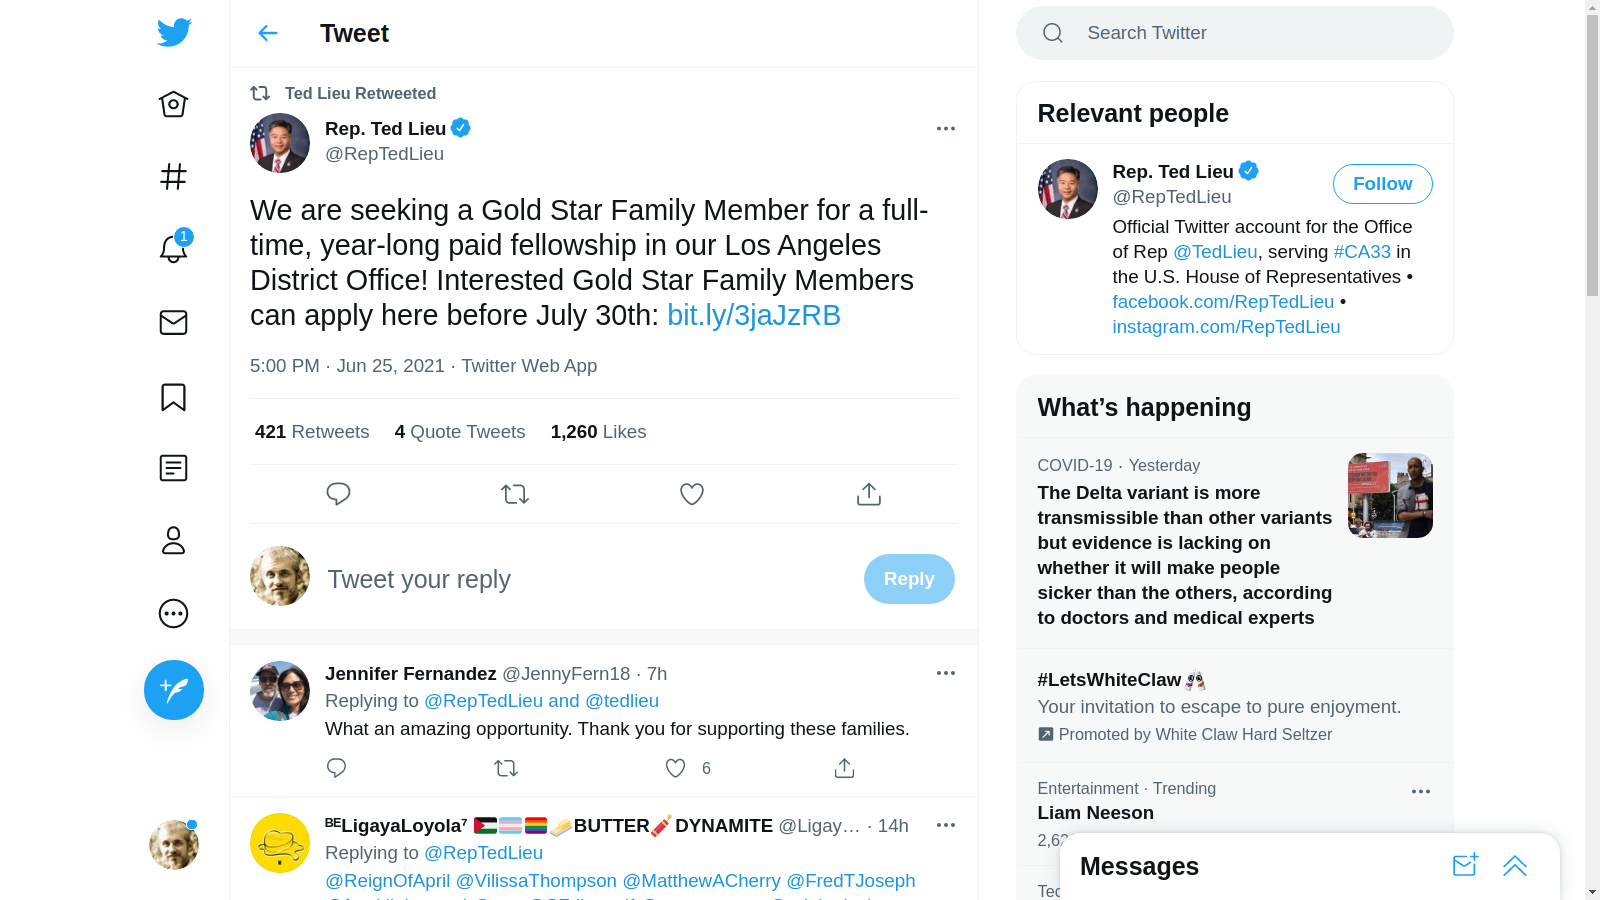 Tweet
Search Twitter
Ted Lieu Retweeted
Rep. Ted Lieu
@RepTedLieu
We are seeking a Gold Star Family Member for a full-
time, year-long paid fellowship in our Los Angeles
District Office! Interested Gold Star Family Members
can apply here before July 30th: bit.ly/3jaJzRB
5:00 PM · Jun 25, 2021 · Twitter Web App
421 Retweets 4 Quote Tweets 1,260 Likes
Tweet your reply
Reply
Jennifer Fernandez @JennyFern18 · 7h
Replying to @RepTedLieu and @tedlieu
What an amazing opportunity. Thank you for supporting these families.
6
ᴮᴱLigayaLoyola⁷ 🇵🇸🏳️‍⚧️🏳️‍🌈🧈BUTTER🧨DYNAMITE @Ligay… · 14h
Replying to @RepTedLieu
@ReignOfApril @VilissaThompson @MatthewACherry @FredTJoseph
1
Relevant people
Rep. Ted Lieu
@RepTedLieu
Follow
Official Twitter account for the Office
of Rep @TedLieu, serving #CA33 in
the U.S. House of Representatives •
facebook.com/RepTedLieu •
instagram.com/RepTedLieu
What’s happening
COVID-19 · Yesterday
The Delta variant is more
transmissible than other variants
but evidence is lacking on
whether it will make people
sicker than the others, according
to doctors and medical experts
#LetsWhiteClaw
Your invitation to escape to pure enjoyment.
Promoted by White Claw Hard Seltzer
Entertainment · Trending
Liam Neeson
Messages